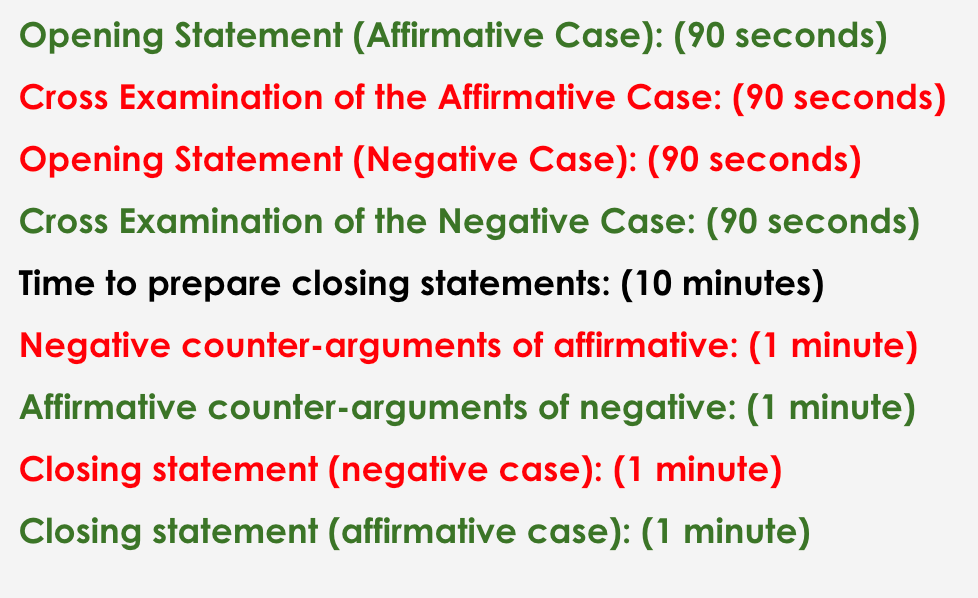 Opening Statement (Affirmative Case): (90 seconds)
Cross Examination of the Affirmative Case: (90 seconds)
Opening Statement (Negative Case): (90 seconds)
Cross Examination of the Negative Case: (90 seconds)
Time to prepare closing statements: (10 minutes)
Negative counter-arguments of affirmative: (1 minute)
Affirmative counter-arguments of negative: (1 minute)
Closing statement (negative case): (1 minute)
Closing statement (affirmative case): (1 minute)